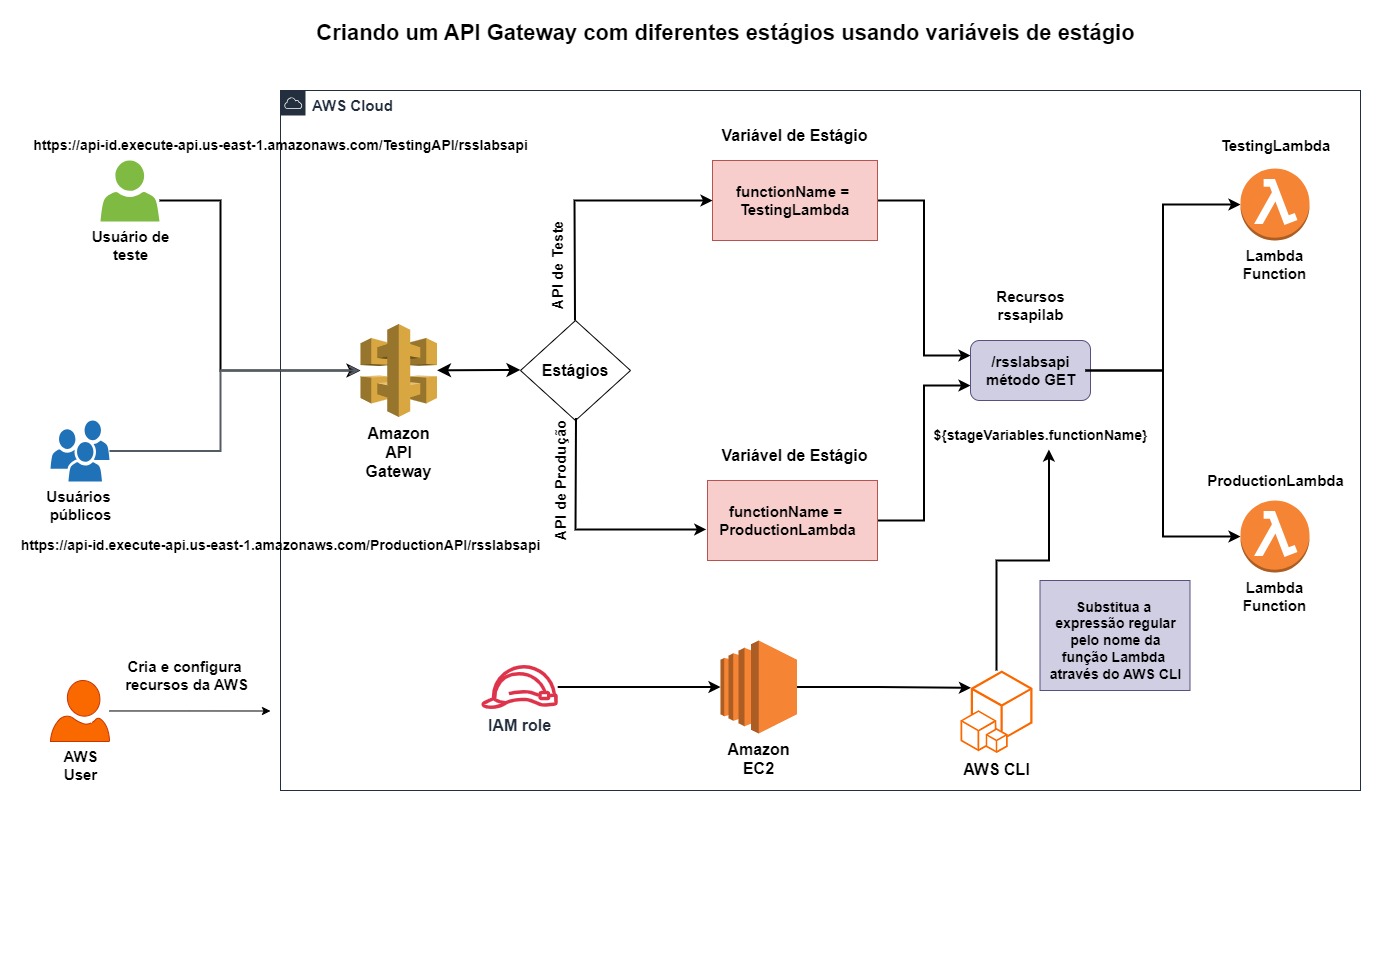 Criando um API Gateway com diferentes estágios usando variáveis de estágio
AWS Cloud
https://api-id.execute-api.us-east-1.amazonaws.com/TestingAPI/rsslabsapi
Usuário de
teste
Usuários
públicos
https://api-id.execute-api.us-east-1.amazonaws.com/ProductionAPI/rsslabsapi
Amazon
API
Gateway
Estágios
API de Teste
API de Produção
Variável de Estágio
functionName =
TestingLambda
Variável de Estágio
functionName =
ProductionLambda
Recursos
rssapilab
/rsslabsapi
método GET
${stageVariables.functionName}
TestingLambda
Lambda
Function
ProductionLambda
Lambda
Function
Cria e configura
recursos da AWS
AWS
User
IAM role
Amazon
EC2
AWS CLI
Substitua a
expressão regular
pelo nome da
função Lambda
através do AWS CLI